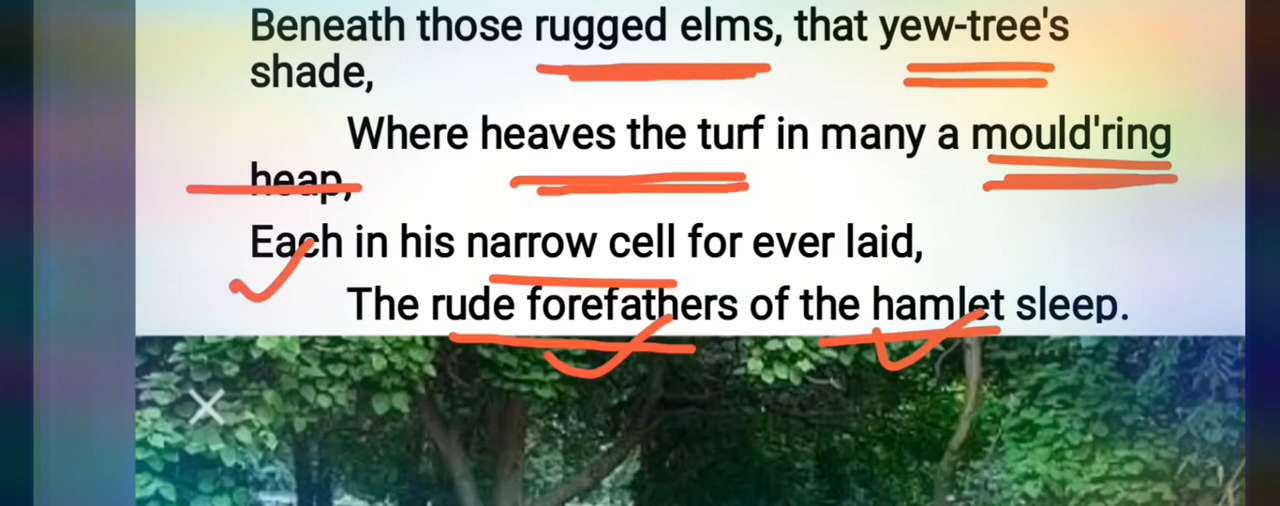 Beneath those rugged elms, that yew-tree's
shade,
Where heaves the turf in many a mould'ring
heap,
Each in his narrow cell for ever laid,
The rude forefathers of the hamlet sleep.